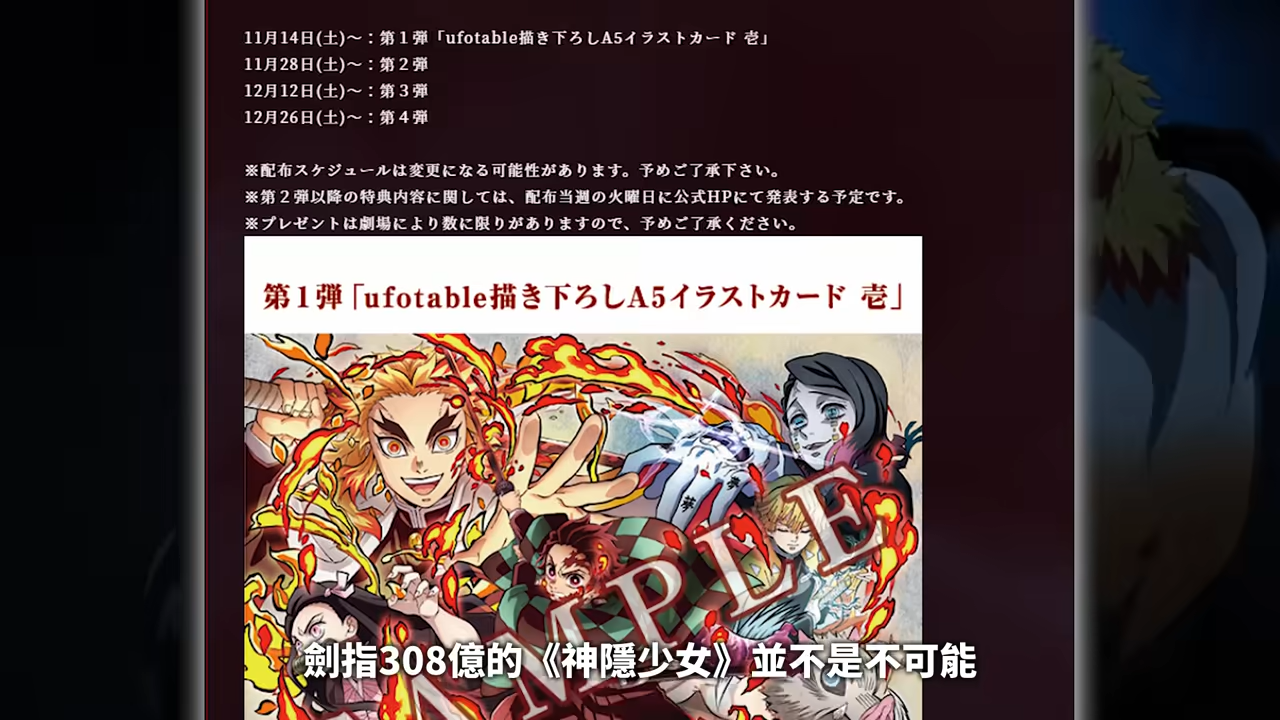 11月14日(土)～：第１弾「ufotable描き下ろしA5イラストカード 壱」
11月28日(土)～：第２弾
12月12日(土)～：第３弾
12月26日(土)～：第４弾
※配布スケジュールは変更になる可能性があります。予めご了承下さい。
※第２弾以降の特典内容に関しては、配布当週の火曜日に公式HPにて発表する予定です。
※プレゼントは劇場により数に限りがありますので、予めご了承ください。
第１弾「ufotable描き下ろしA5イラストカード 壱」
夢
夢
SAMPLE
劍指308億的《神隱少女》並不是不可能